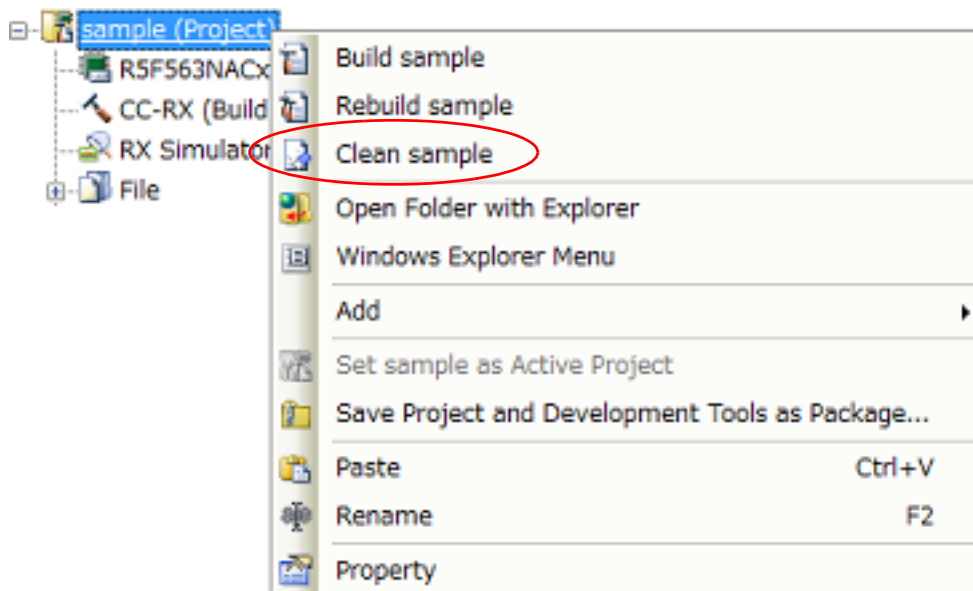 sample (Project)
R5F563NACx
CC-RX (Build
RX Simulator
File
Build sample
Rebuild sample
Clean sample
Open Folder with Explorer
Windows Explorer Menu
Add
Set sample as Active Project
Save Project and Development Tools as Package...
Paste Ctrl+V
Rename F2
Property